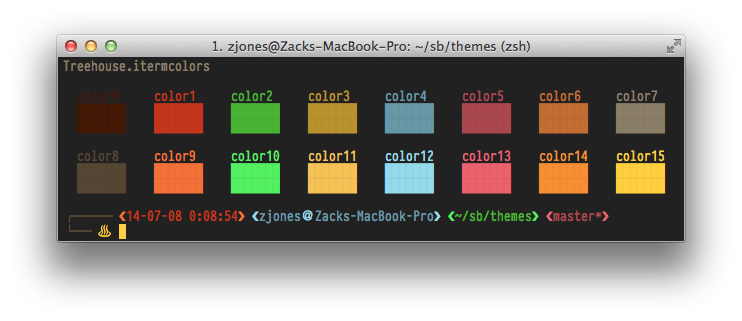 1. zjones@Zacks-MacBook-Pro: ~/sb/themes (zsh)
Treehouse.itermcolors
color0 color1 color2 color3 color4 color5 color6 color7
color8 color9 color10 color11 color12 color13 color14 color15
❮14-07-08 0:08:54❯ ❮zjones@Zacks-MacBook-Pro❯ ❮~/sb/themes❯ ❮master*❯